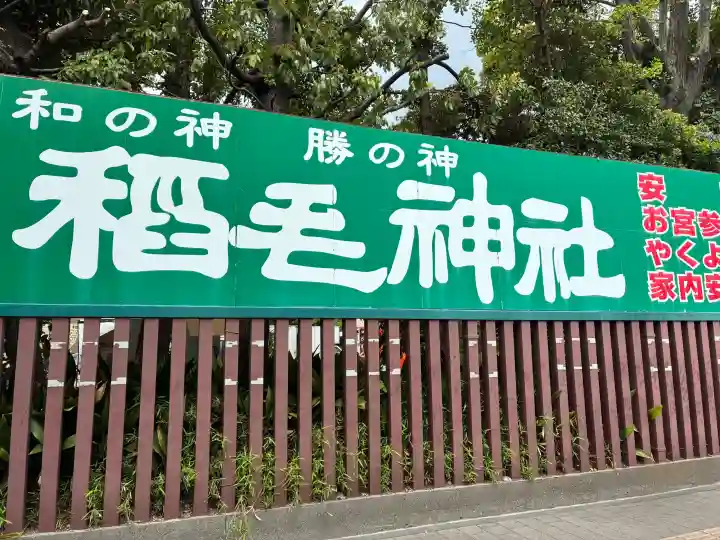 和の神 勝の神
稻毛神社
安
お宮参
やくよ
家内安